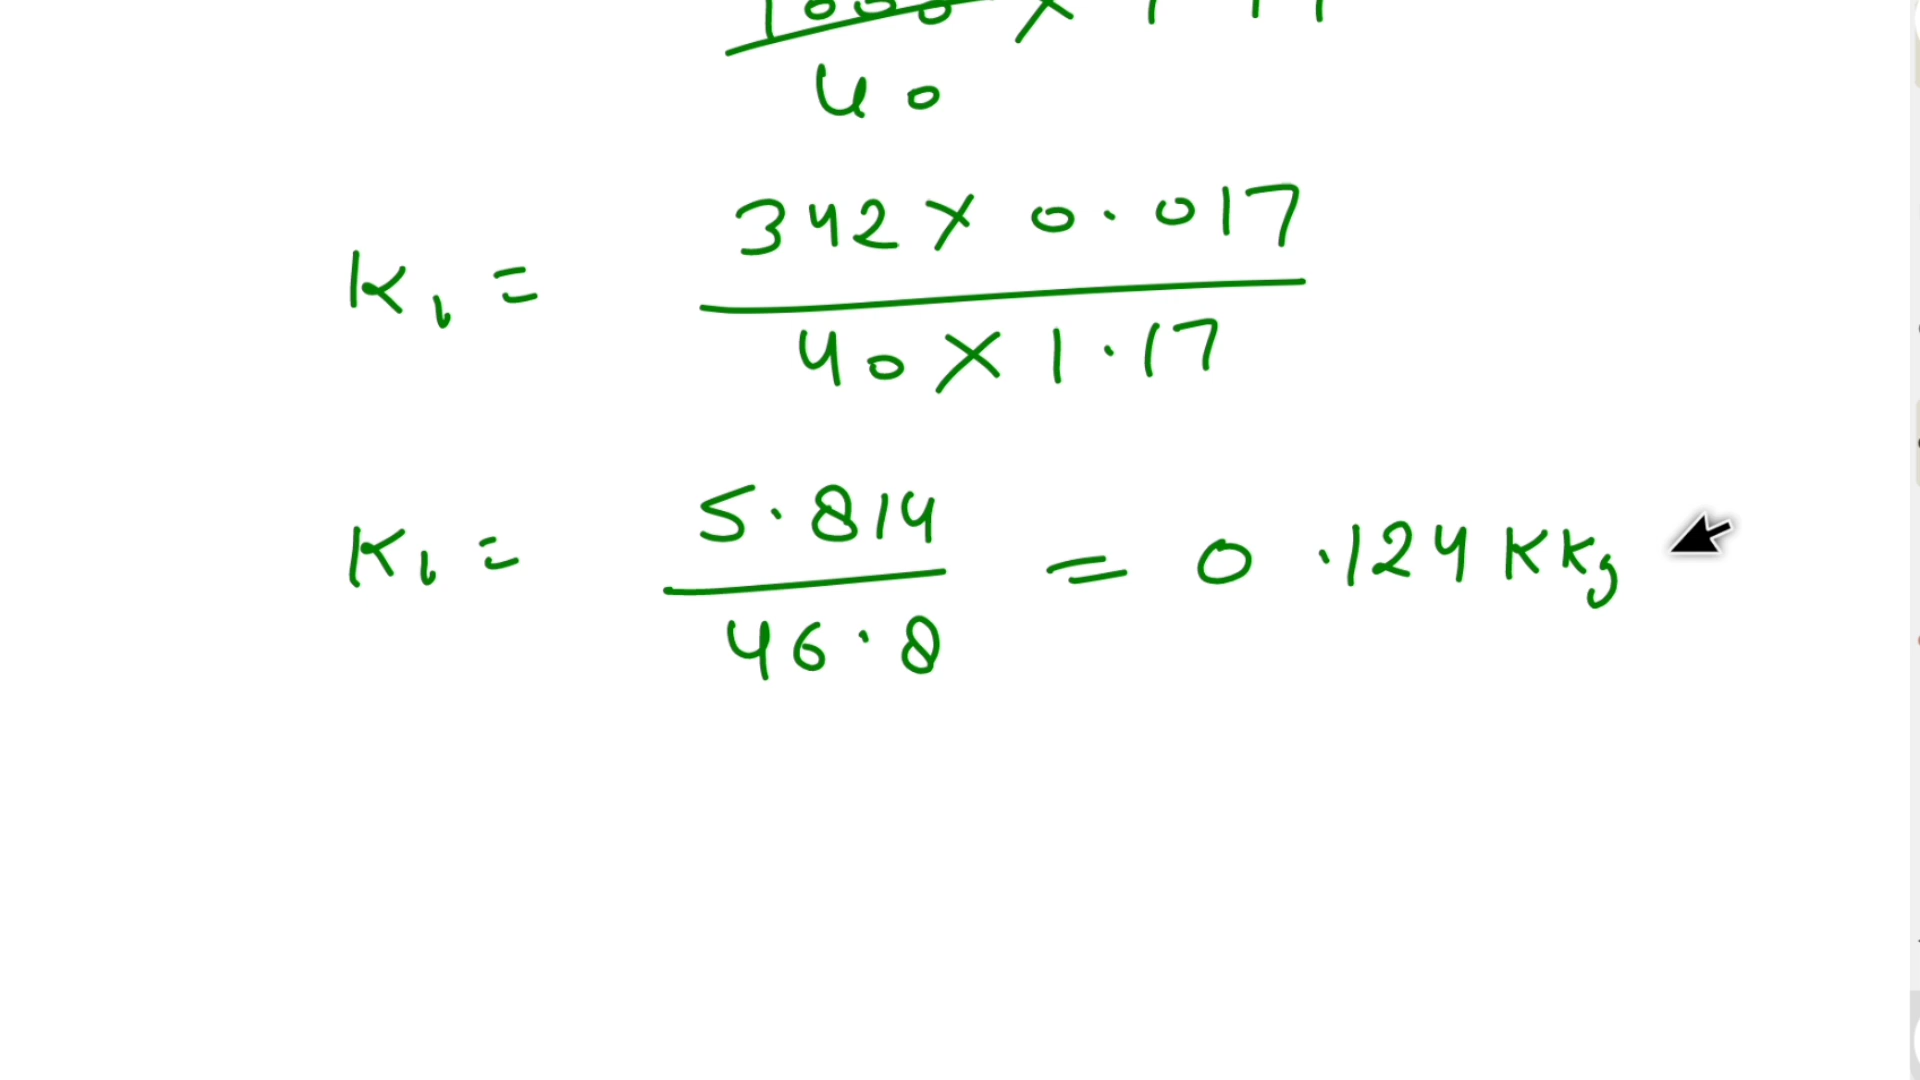 40
342 × 0.017
K₁ =
40 × 1.17
5.814
K₁ = = 0.124 KKg
46.8